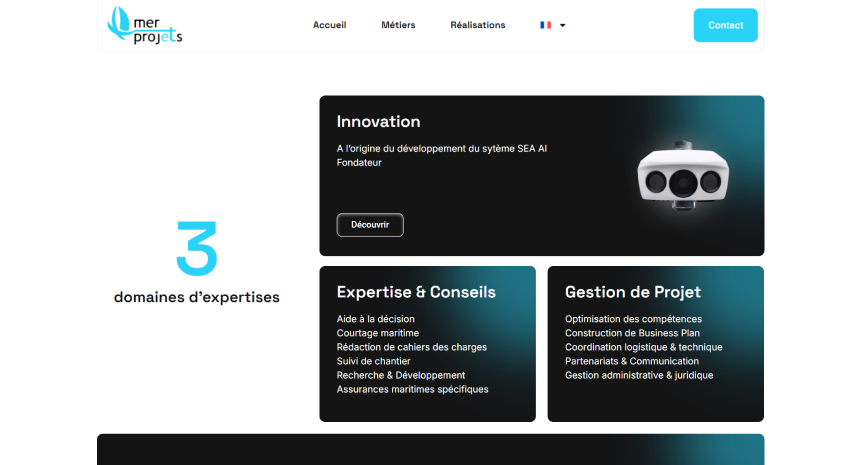 mer
projets
Accueil
Métiers
Réalisations
Contact
Innovation
A l'origine du développement du sytème SEA AI
Fondateur
Découvrir
3
domaines d'expertises
Expertise & Conseils
Aide à la décision
Courtage maritime
Rédaction de cahiers des charges
Suivi de chantier
Recherche & Développement
Assurances maritimes spécifiques
Gestion de Projet
Optimisation des compétences
Construction de Business Plan
Coordination logistique & technique
Partenariats & Communication
Gestion administrative & juridique